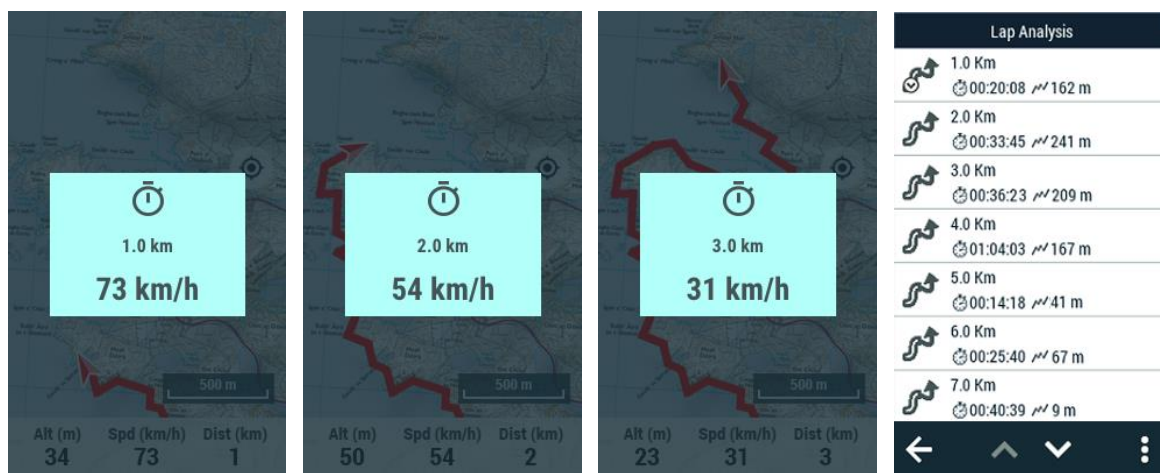 1.0 km
73 km/h
500 m
Alt (m) Spd (km/h) Dist (km)
34 73 1
2.0 km
54 km/h
500 m
Alt (m) Spd (km/h) Dist (km)
50 54 2
3.0 km
31 km/h
500 m
Alt (m) Spd (km/h) Dist (km)
23 31 3
Lap Analysis
1.0 Km
00:20:08 162 m
2.0 Km
00:33:45 241 m
3.0 Km
00:36:23 209 m
4.0 Km
01:04:03 167 m
5.0 Km
00:14:18 41 m
6.0 Km
00:25:40 67 m
7.0 Km
00:40:39 9 m